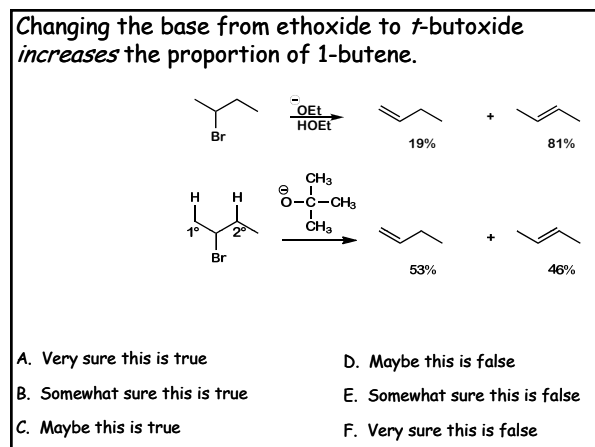 Changing the base from ethoxide to t-butoxide
increases the proportion of 1-butene.
⊖
OEt
HOEt
+
Br
19%
81%
CH₃
⊖
O–C–CH₃
CH₃
H
H
1°
2°
+
Br
53%
46%
A. Very sure this is true
B. Somewhat sure this is true
C. Maybe this is true
D. Maybe this is false
E. Somewhat sure this is false
F. Very sure this is false